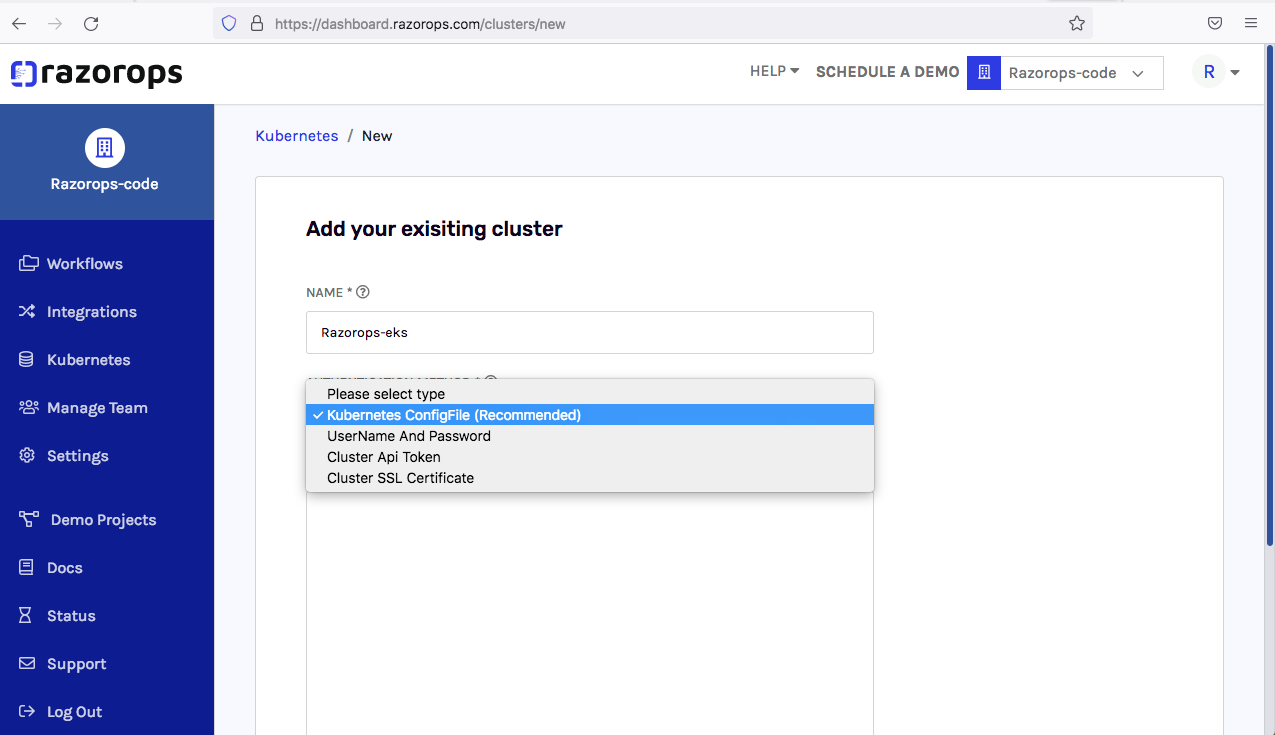 https://dashboard.razorops.com/clusters/new
razorops
HELP
SCHEDULE A DEMO
Razorops-code
R
Razorops-code
Workflows
Integrations
Kubernetes
Manage Team
Settings
Demo Projects
Docs
Status
Support
Log Out
Kubernetes / New
Add your exisiting cluster
NAME *
Razorops-eks
AUTHENTICATION METHOD *
Please select type
Kubernetes ConfigFile (Recommended)
UserName And Password
Cluster Api Token
Cluster SSL Certificate